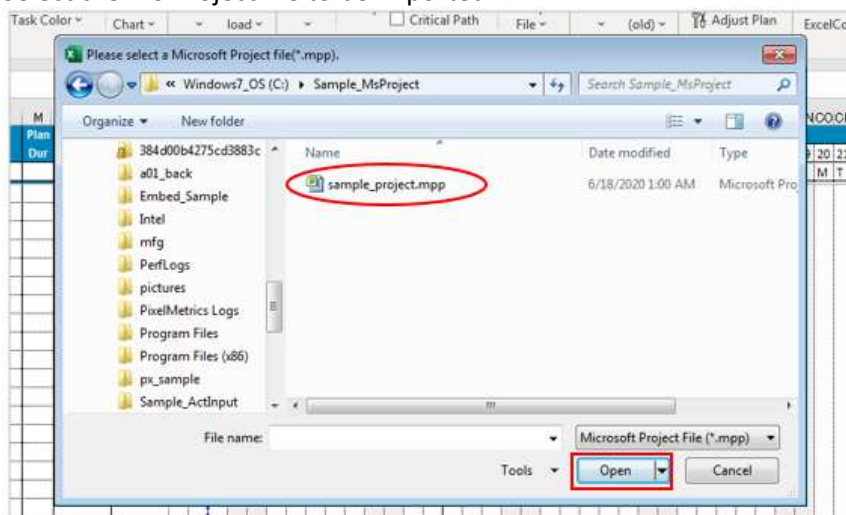 Task Color
Chart
load
Critical Path
File
(old)
Adjust Plan
Please select a Microsoft Project file(*.mpp).
« Windows7_OS (C:) ▸ Sample_MsProject
Search Sample_MsProject
M
Organize
New folder
Plan
Dur
384d00b4275cd3883c
Name
Date modified
Type
20
M T
a01_back
sample_project.mpp
6/18/2020 1:00 AM
Microsoft Pro
Embed_Sample
Intel
mfg
PerfLogs
pictures
PixelMetrics Logs
Program Files
Program Files (x86)
px_sample
Sample_ActInput
File name:
Microsoft Project File (*.mpp)
Tools
Open
Cancel